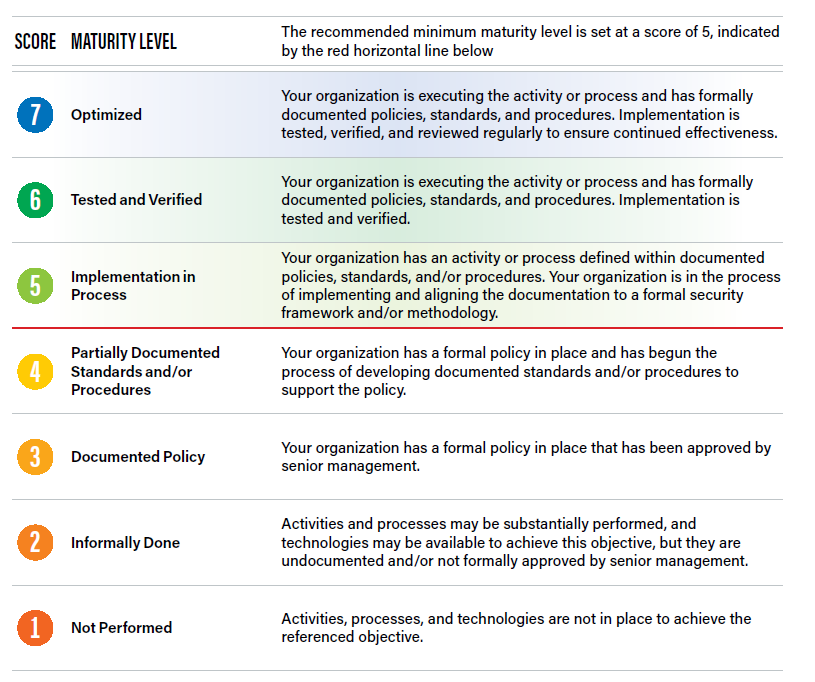 SCORE MATURITY LEVEL
The recommended minimum maturity level is set at a score of 5, indicated
by the red horizontal line below
7
Optimized
Your organization is executing the activity or process and has formally
documented policies, standards, and procedures. Implementation is
tested, verified, and reviewed regularly to ensure continued effectiveness.
6
Tested and Verified
Your organization is executing the activity or process and has formally
documented policies, standards, and procedures. Implementation is
tested and verified.
5
Implementation in
Process
Your organization has an activity or process defined within documented
policies, standards, and/or procedures. Your organization is in the process
of implementing and aligning the documentation to a formal security
framework and/or methodology.
4
Partially Documented
Standards and/or
Procedures
Your organization has a formal policy in place and has begun the
process of developing documented standards and/or procedures to
support the policy.
3
Documented Policy
Your organization has a formal policy in place that has been approved by
senior management.
2
Informally Done
Activities and processes may be substantially performed, and
technologies may be available to achieve this objective, but they are
undocumented and/or not formally approved by senior management.
1
Not Performed
Activities, processes, and technologies are not in place to achieve the
referenced objective.